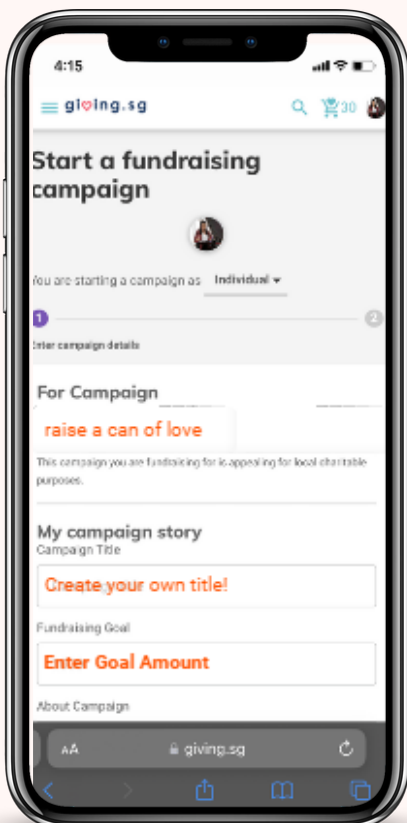 4:15
giving.sg
30
Start a fundraising
campaign
You are starting a campaign as Individual
1
2
Enter campaign details
For Campaign
raise a can of love
This campaign you are fundraising for is appealing for local charitable
purposes.
My campaign story
Campaign Title
Create your own title!
Fundraising Goal
Enter Goal Amount
About Campaign
AA giving.sg